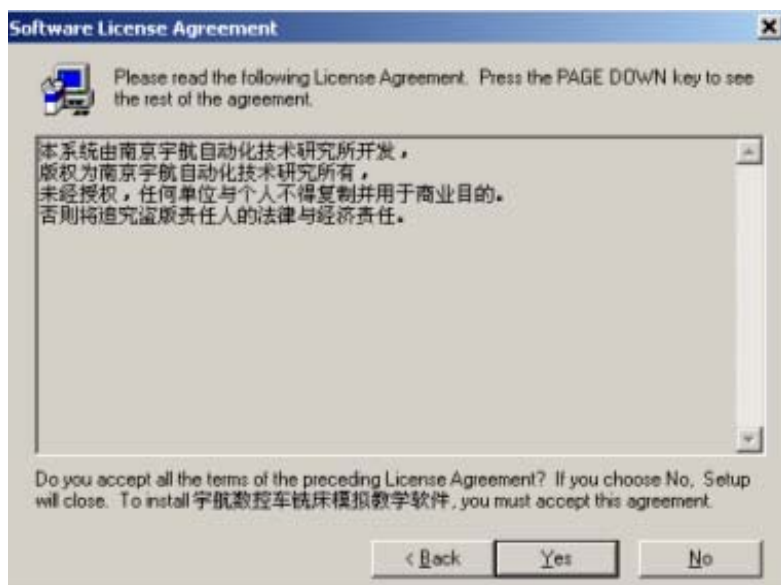 Software License Agreement
Please read the following License Agreement. Press the PAGE DOWN key to see
the rest of the agreement.
本系统由南京宇航自动化技术研究所开发，
版权为南京宇航自动化技术研究所有，
未经授权，任何单位与个人不得复制并用于商业目的。
否则将追究盗版责任人的法律与经济责任。
Do you accept all the terms of the preceding License Agreement? If you choose No, Setup
will close. To install 宇航数控车铣床模拟教学软件, you must accept this agreement.
< Back
Yes
No